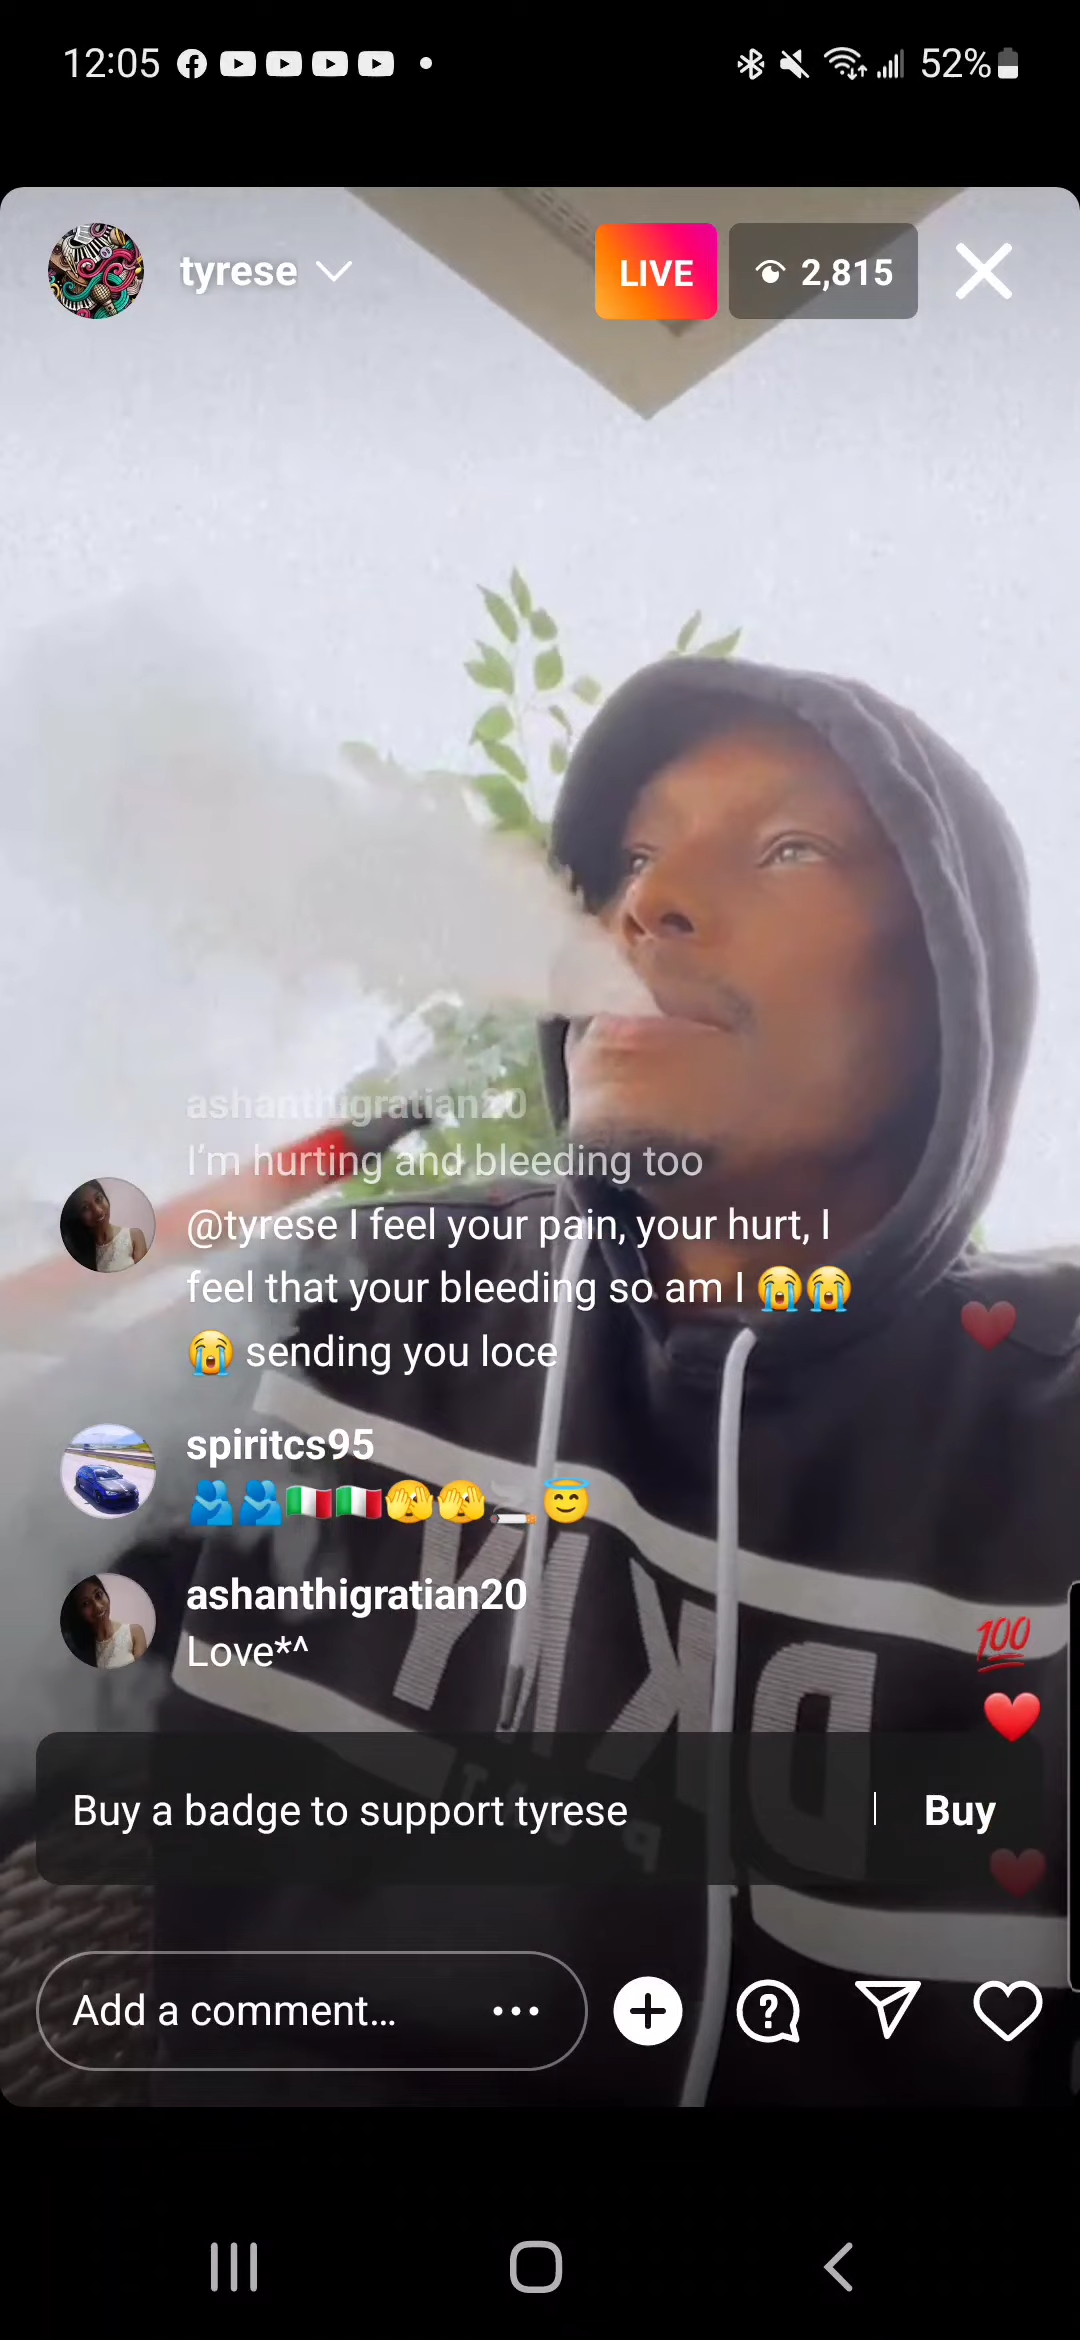 12:05
52%
tyrese
LIVE
2,815
ashanthigratian20
I'm hurting and bleeding too
@tyrese I feel your pain, your hurt, I
feel that your bleeding so am I 😭😭
😭 sending you loce
spiritcs95
🫂🫂🇮🇹🇮🇹🫣🫣🚬😇
ashanthigratian20
Love*^
DKNY
💯
Buy a badge to support tyrese
Buy
Add a comment...